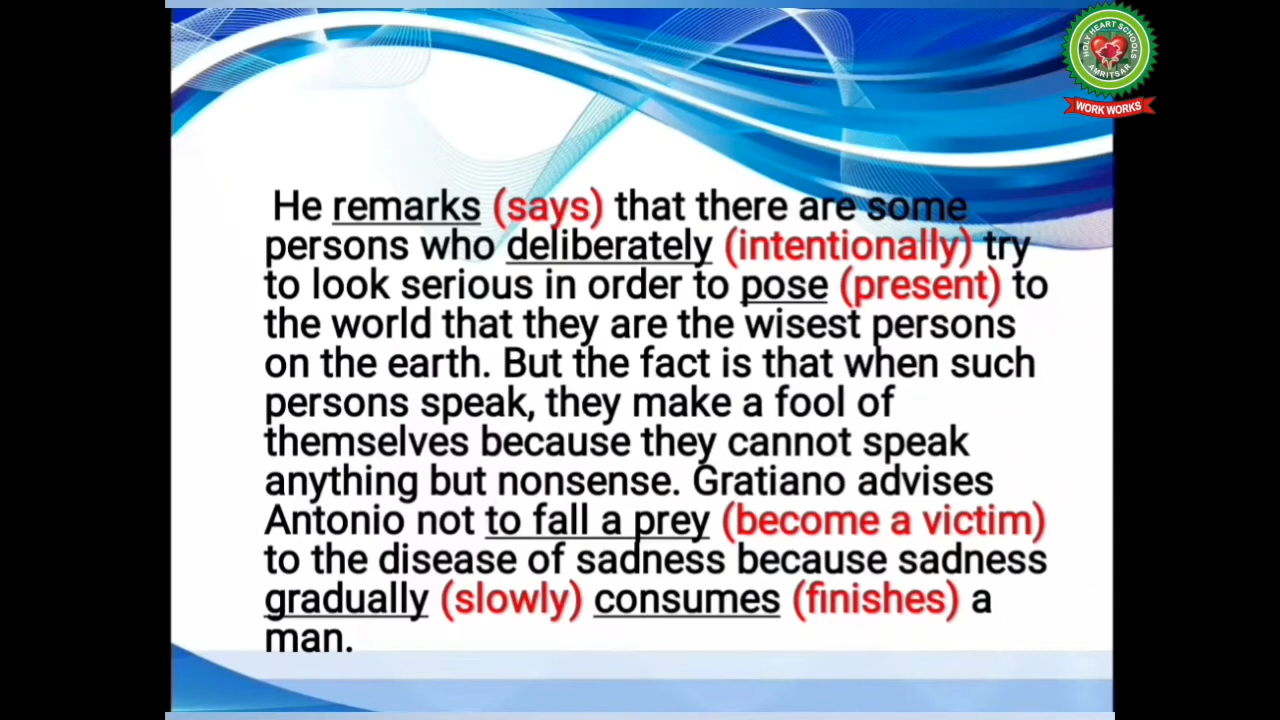 HOLY HEART SCHOOLS
AMRITSAR
WORK WORKS
He remarks (says) that there are some
persons who deliberately (intentionally) try
to look serious in order to pose (present) to
the world that they are the wisest persons
on the earth. But the fact is that when such
persons speak, they make a fool of
themselves because they cannot speak
anything but nonsense. Gratiano advises
Antonio not to fall a prey (become a victim)
to the disease of sadness because sadness
gradually (slowly) consumes (finishes) a
man.